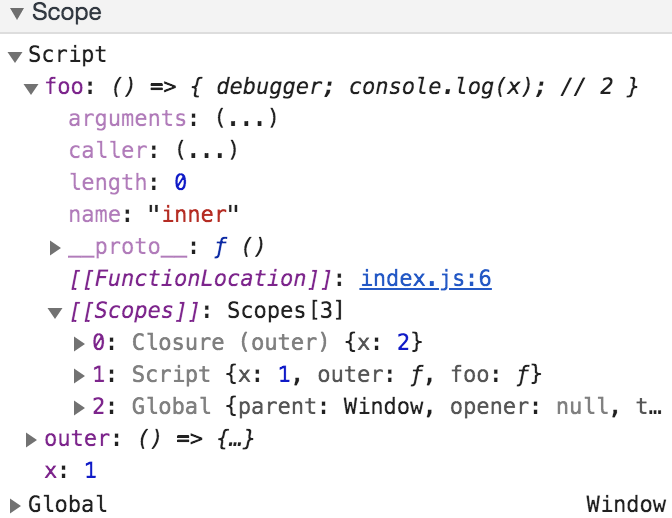 Scope
Script
foo: () => { debugger; console.log(x); // 2 }
arguments: (...)
caller: (...)
length: 0
name: "inner"
__proto__: ƒ ()
[[FunctionLocation]]: index.js:6
[[Scopes]]: Scopes[3]
0: Closure (outer) {x: 2}
1: Script {x: 1, outer: ƒ, foo: ƒ}
2: Global {parent: Window, opener: null, t…
outer: () => {…}
x: 1
Global Window